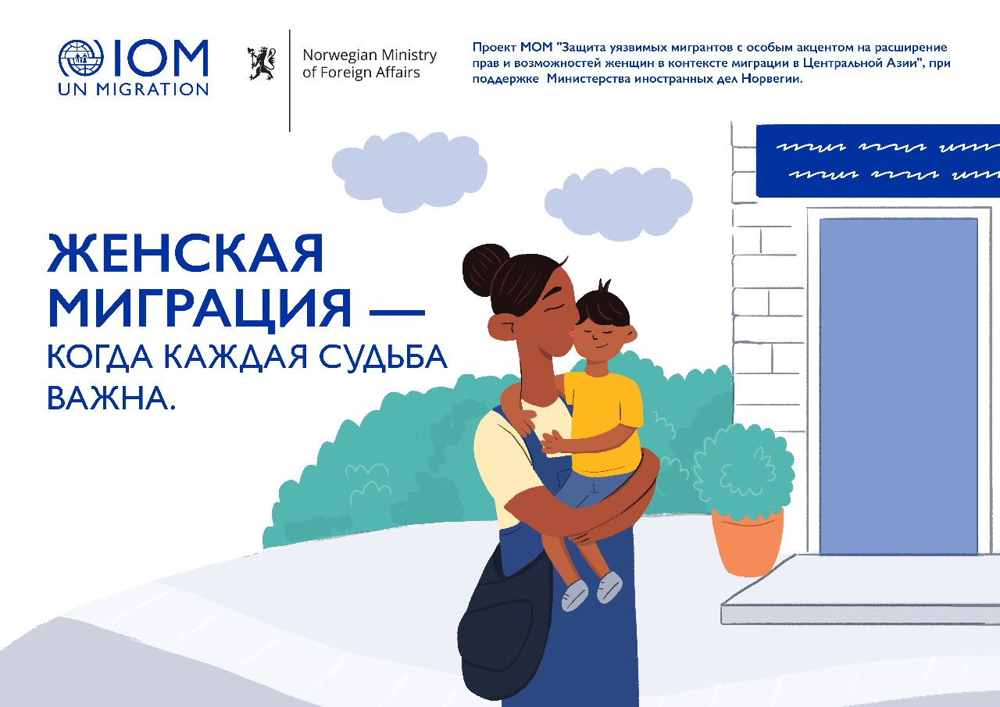 IOM
UN MIGRATION
Norwegian Ministry
of Foreign Affairs
Проект МОМ "Защита уязвимых мигрантов с особым акцентом на расширение
прав и возможностей женщин в контексте миграции в Центральной Азии", при
поддержке Министерства иностранных дел Норвегии.
ЖЕНСКАЯ
МИГРАЦИЯ —
КОГДА КАЖДАЯ СУДЬБА
ВАЖНА.